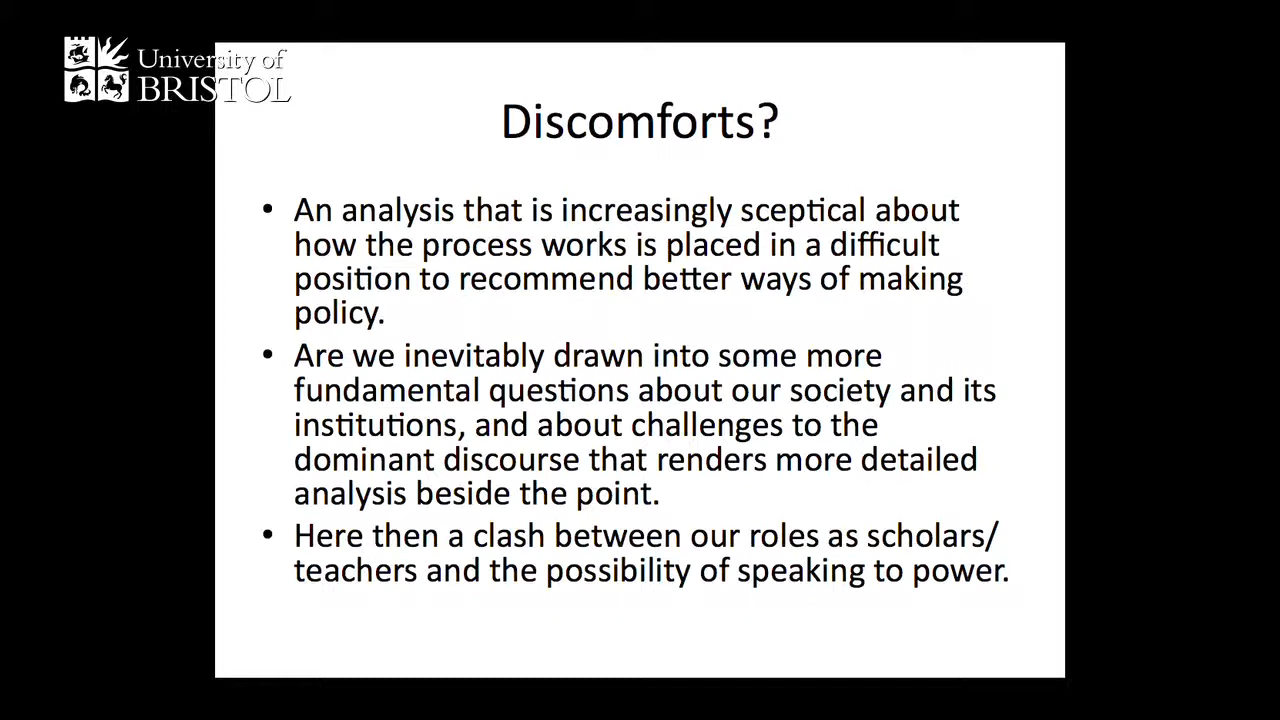 University of
BRISTOL
Discomforts?
• An analysis that is increasingly sceptical about
how the process works is placed in a difficult
position to recommend better ways of making
policy.
• Are we inevitably drawn into some more
fundamental questions about our society and its
institutions, and about challenges to the
dominant discourse that renders more detailed
analysis beside the point.
• Here then a clash between our roles as scholars/
teachers and the possibility of speaking to power.